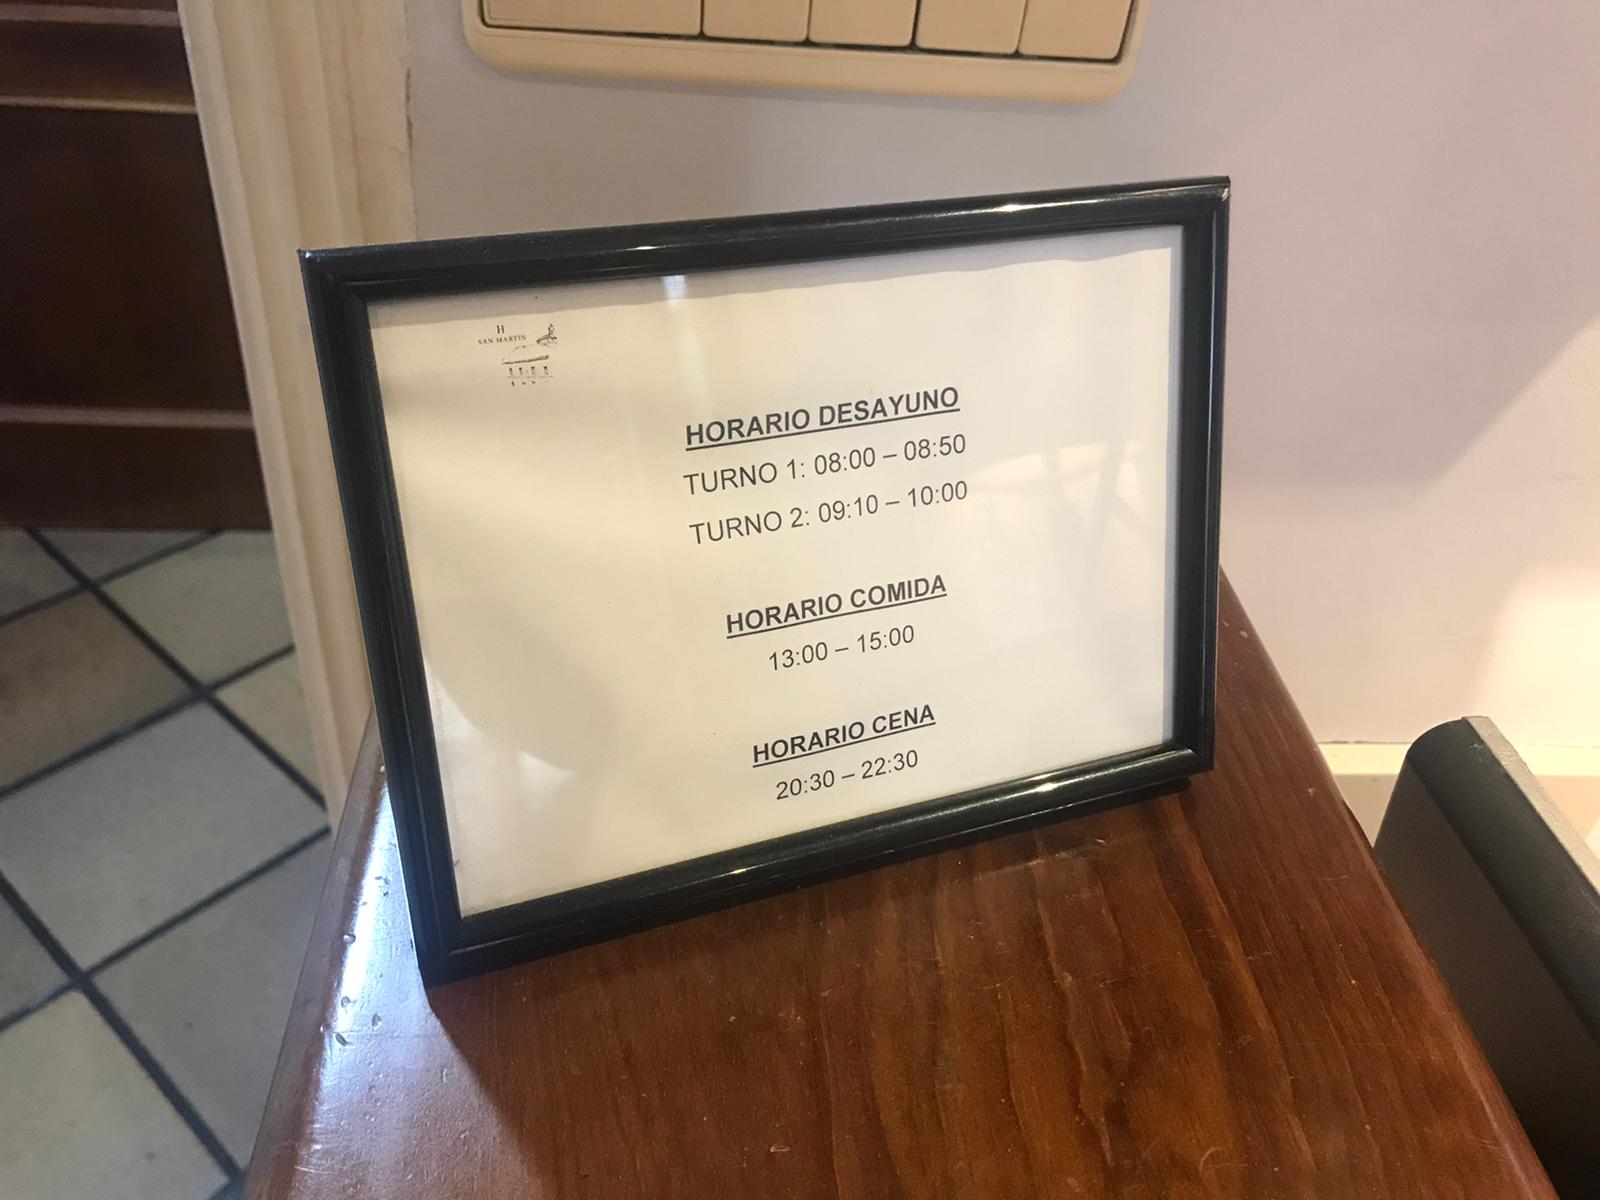 H
SAN MARTIN
HORARIO DESAYUNO
TURNO 1: 08:00 – 08:50
TURNO 2: 09:10 – 10:00
HORARIO COMIDA
13:00 – 15:00
HORARIO CENA
20:30 – 22:30